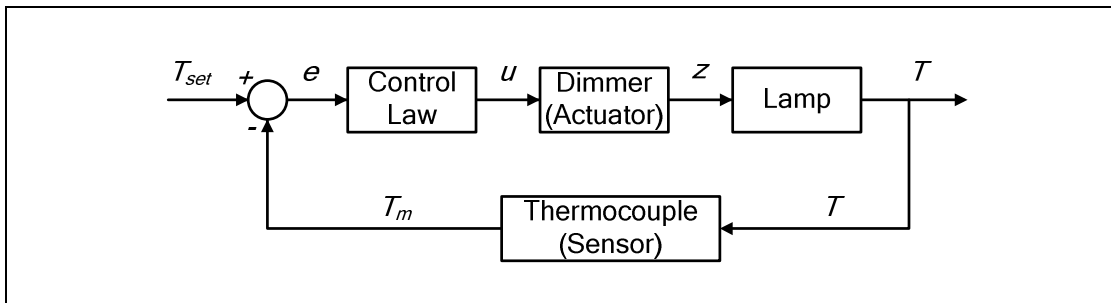 T_set
+
-
e
Control
Law
u
Dimmer
(Actuator)
z
Lamp
T
T_m
Thermocouple
(Sensor)
T